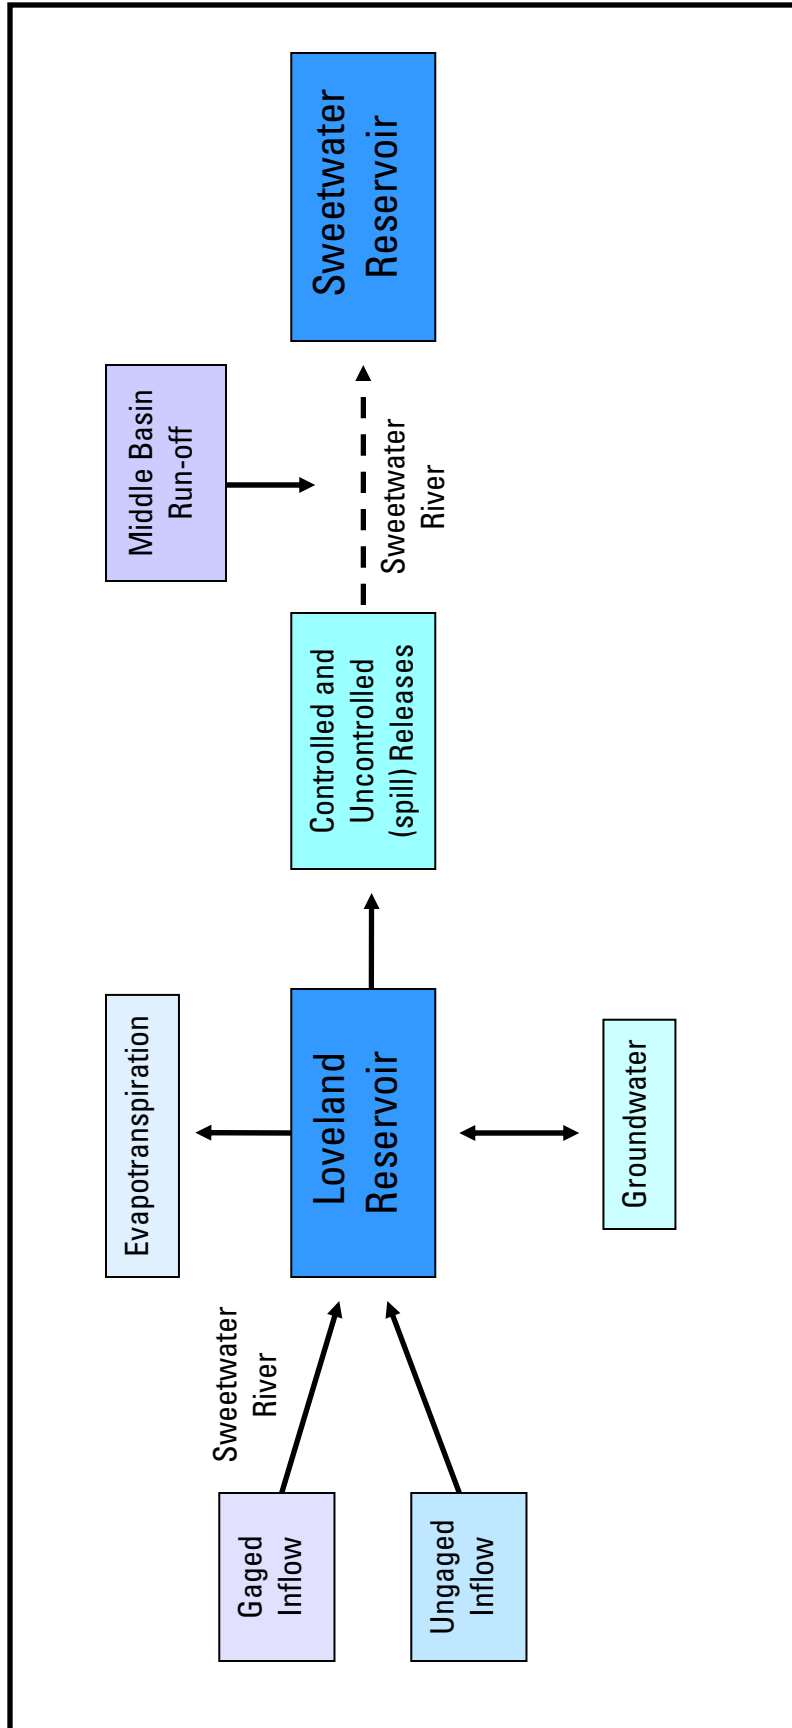 Gaged
Inflow
Ungaged
Inflow
Sweetwater
River
Evapotranspiration
Loveland
Reservoir
Groundwater
Controlled and
Uncontrolled
(spill) Releases
Middle Basin
Run-off
Sweetwater
River
Sweetwater
Reservoir